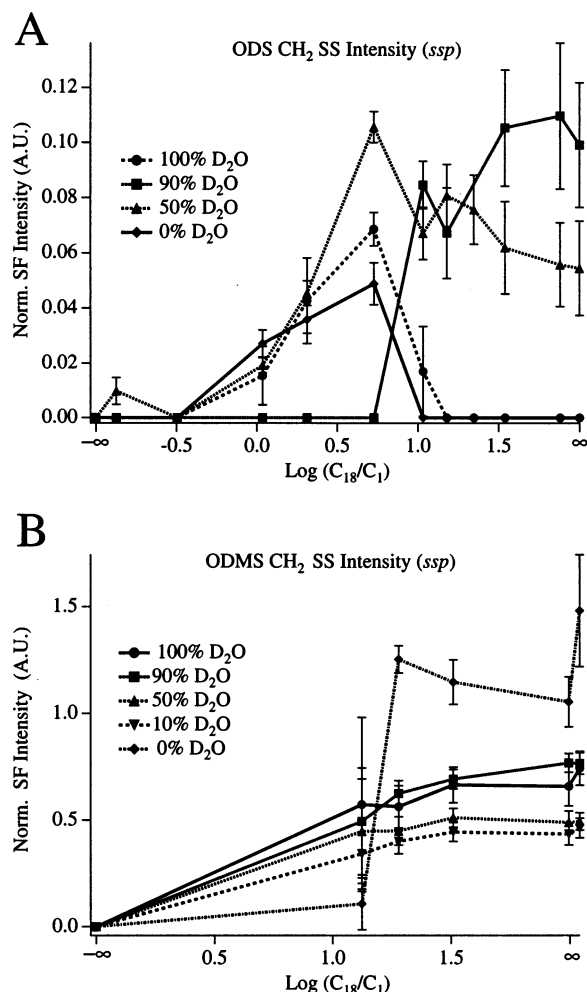 A
ODS CH₂ SS Intensity (ssp)
Norm. SF Intensity (A.U.)
0.12
0.10
0.08
0.06
0.04
0.02
0.00
100% D₂O
90% D₂O
50% D₂O
0% D₂O
−∞ -0.5 0.0 0.5 1.0 1.5 ∞
Log (C₁₈/C₁)
B
ODMS CH₂ SS Intensity (ssp)
Norm. SF Intensity (A.U.)
1.5
1.0
0.5
0.0
100% D₂O
90% D₂O
50% D₂O
10% D₂O
0% D₂O
−∞ 0.5 1.0 1.5 ∞
Log (C₁₈/C₁)